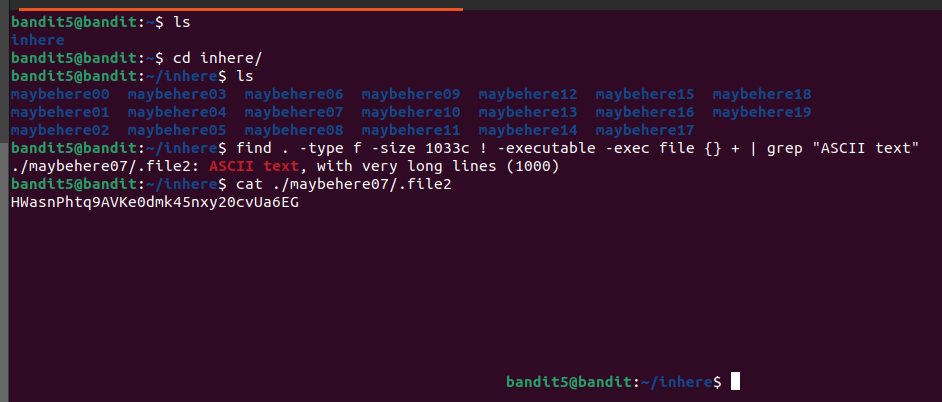 bandit5@bandit:~$ ls
inhere
bandit5@bandit:~$ cd inhere/
bandit5@bandit:~/inhere$ ls
maybehere00  maybehere03  maybehere06  maybehere09  maybehere12  maybehere15  maybehere18
maybehere01  maybehere04  maybehere07  maybehere10  maybehere13  maybehere16  maybehere19
maybehere02  maybehere05  maybehere08  maybehere11  maybehere14  maybehere17
bandit5@bandit:~/inhere$ find . -type f -size 1033c ! -executable -exec file {} + | grep "ASCII text"
./maybehere07/.file2: ASCII text, with very long lines (1000)
bandit5@bandit:~/inhere$ cat ./maybehere07/.file2
HWasnPhtq9AVKe0dmk45nxy20cvUa6EG
bandit5@bandit:~/inhere$